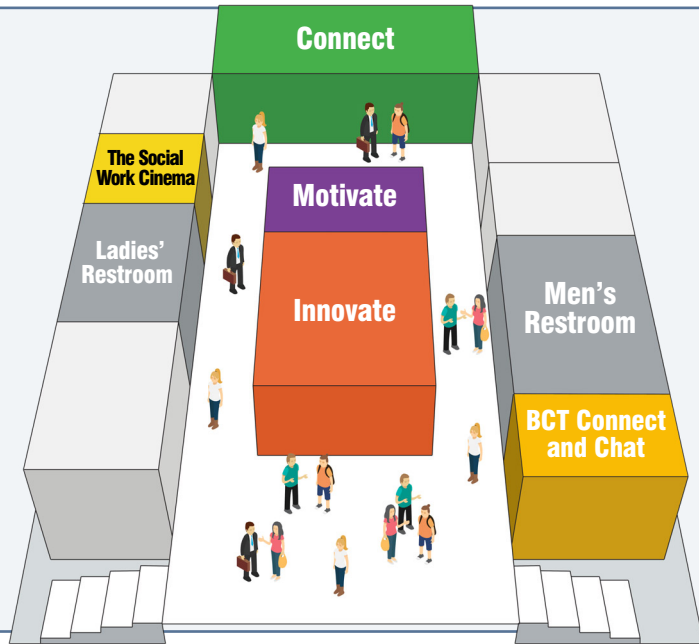 Connect
The Social
Work Cinema
Motivate
Ladies’
Restroom
Innovate
Men’s
Restroom
BCT Connect
and Chat